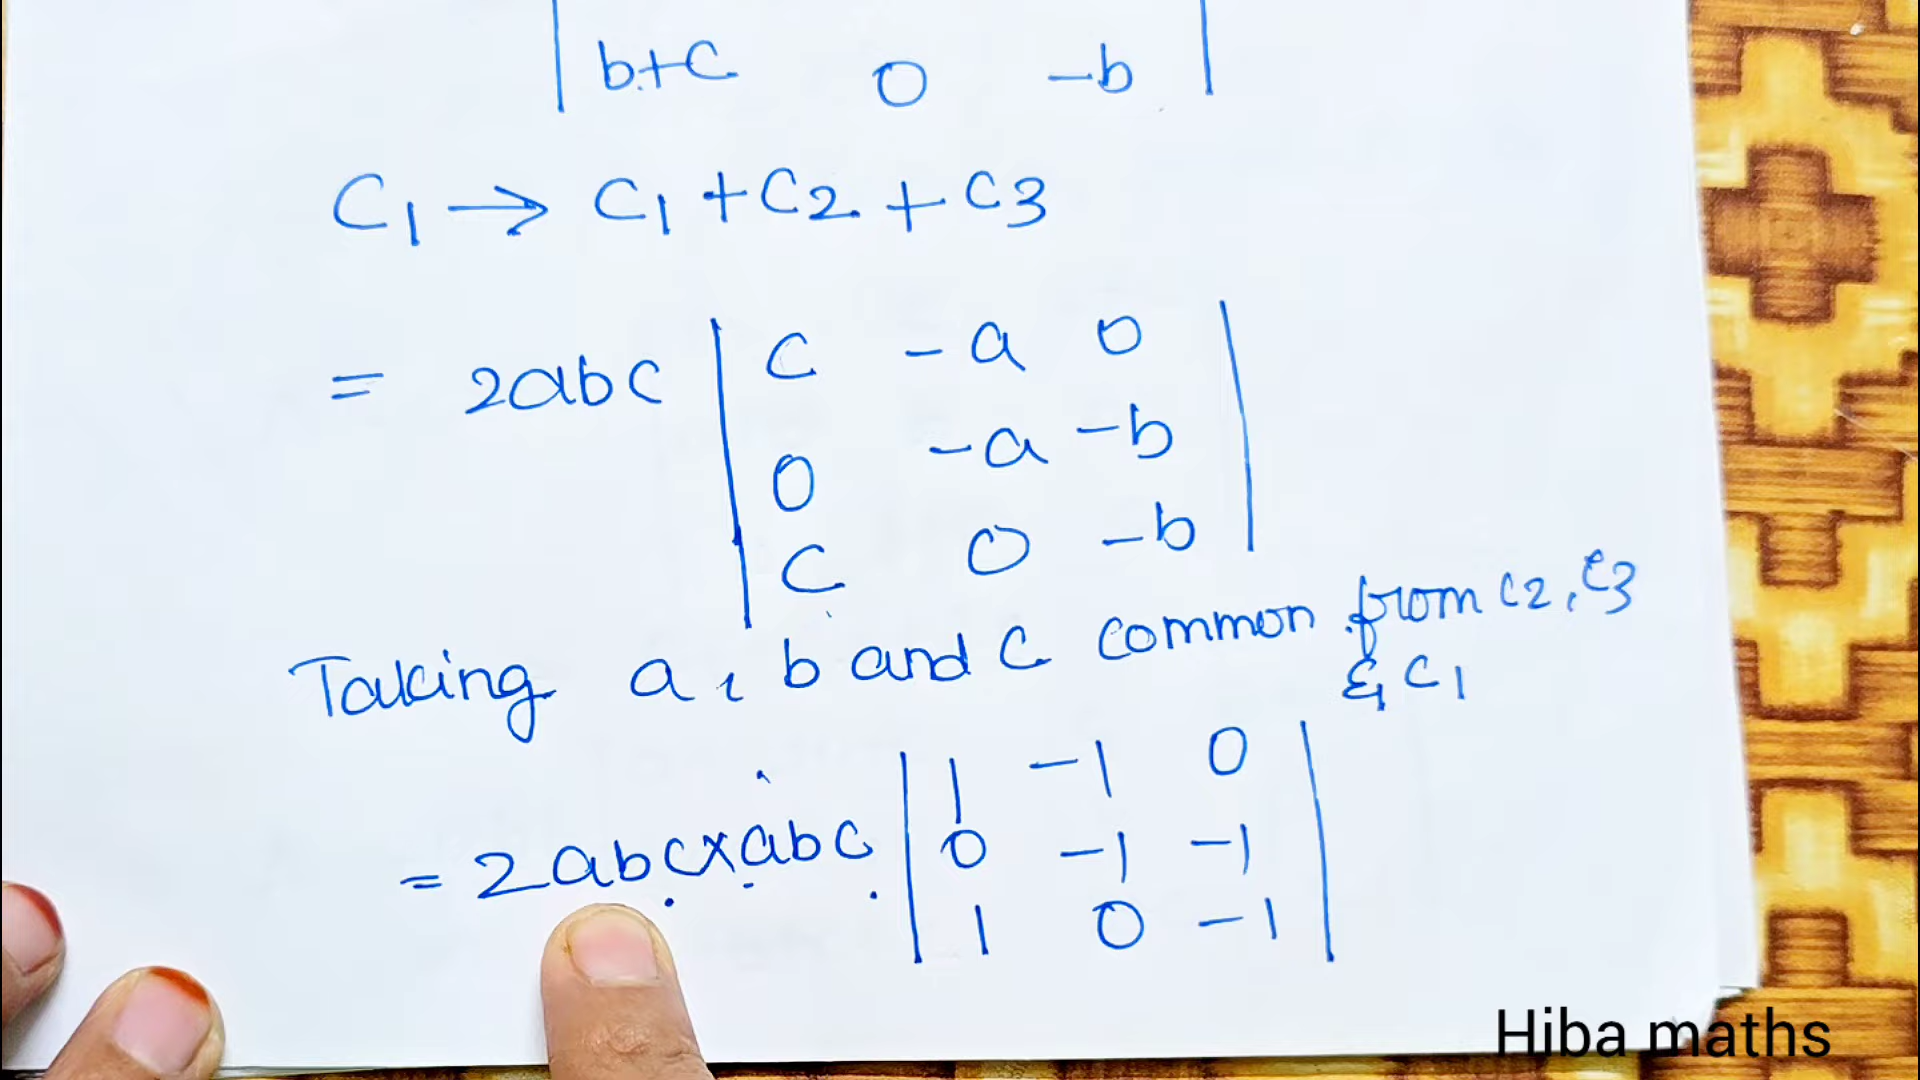 b+c 0 -b
C1 → C1 + C2 + C3
= 2abc | c -a 0 |
| 0 -a -b |
| c 0 -b |
Taking a, b and c common from c2, c3
& c1
= 2abc×abc | 1 -1 0 |
| 0 -1 -1 |
| 1 0 -1 |
Hiba maths